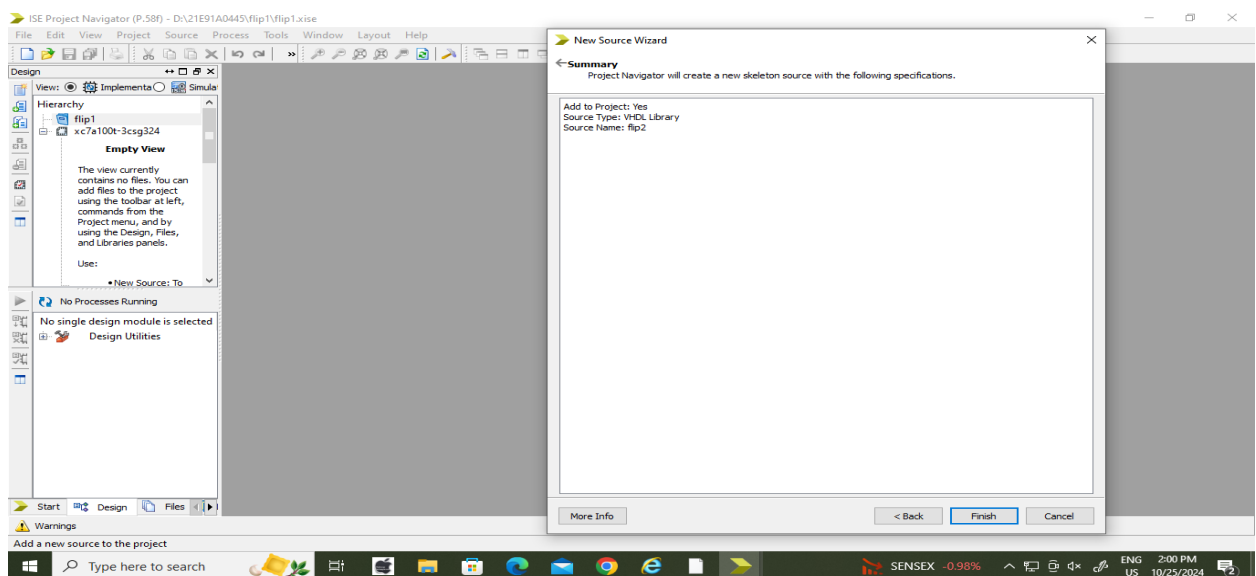 ISE Project Navigator (P.58f) - D:\21E91A0445\flip1\flip1.xise
File Edit View Project Source Process Tools Window Layout Help
Design
View: Implementa Simula
Hierarchy
flip1
xc7a100t-3csg324
Empty View
The view currently
contains no files. You can
add files to the project
using the toolbar at left,
commands from the
Project menu, and by
using the Design, Files,
and Libraries panels.
Use:
•New Source: To
No Processes Running
No single design module is selected
Design Utilities
Start Design Files
Warnings
Add a new source to the project
New Source Wizard
Summary
Project Navigator will create a new skeleton source with the following specifications.
Add to Project: Yes
Source Type: VHDL Library
Source Name: flip2
More Info < Back Finish Cancel
Type here to search
SENSEX -0.98%
ENG 2:00 PM
US 10/25/2024
2